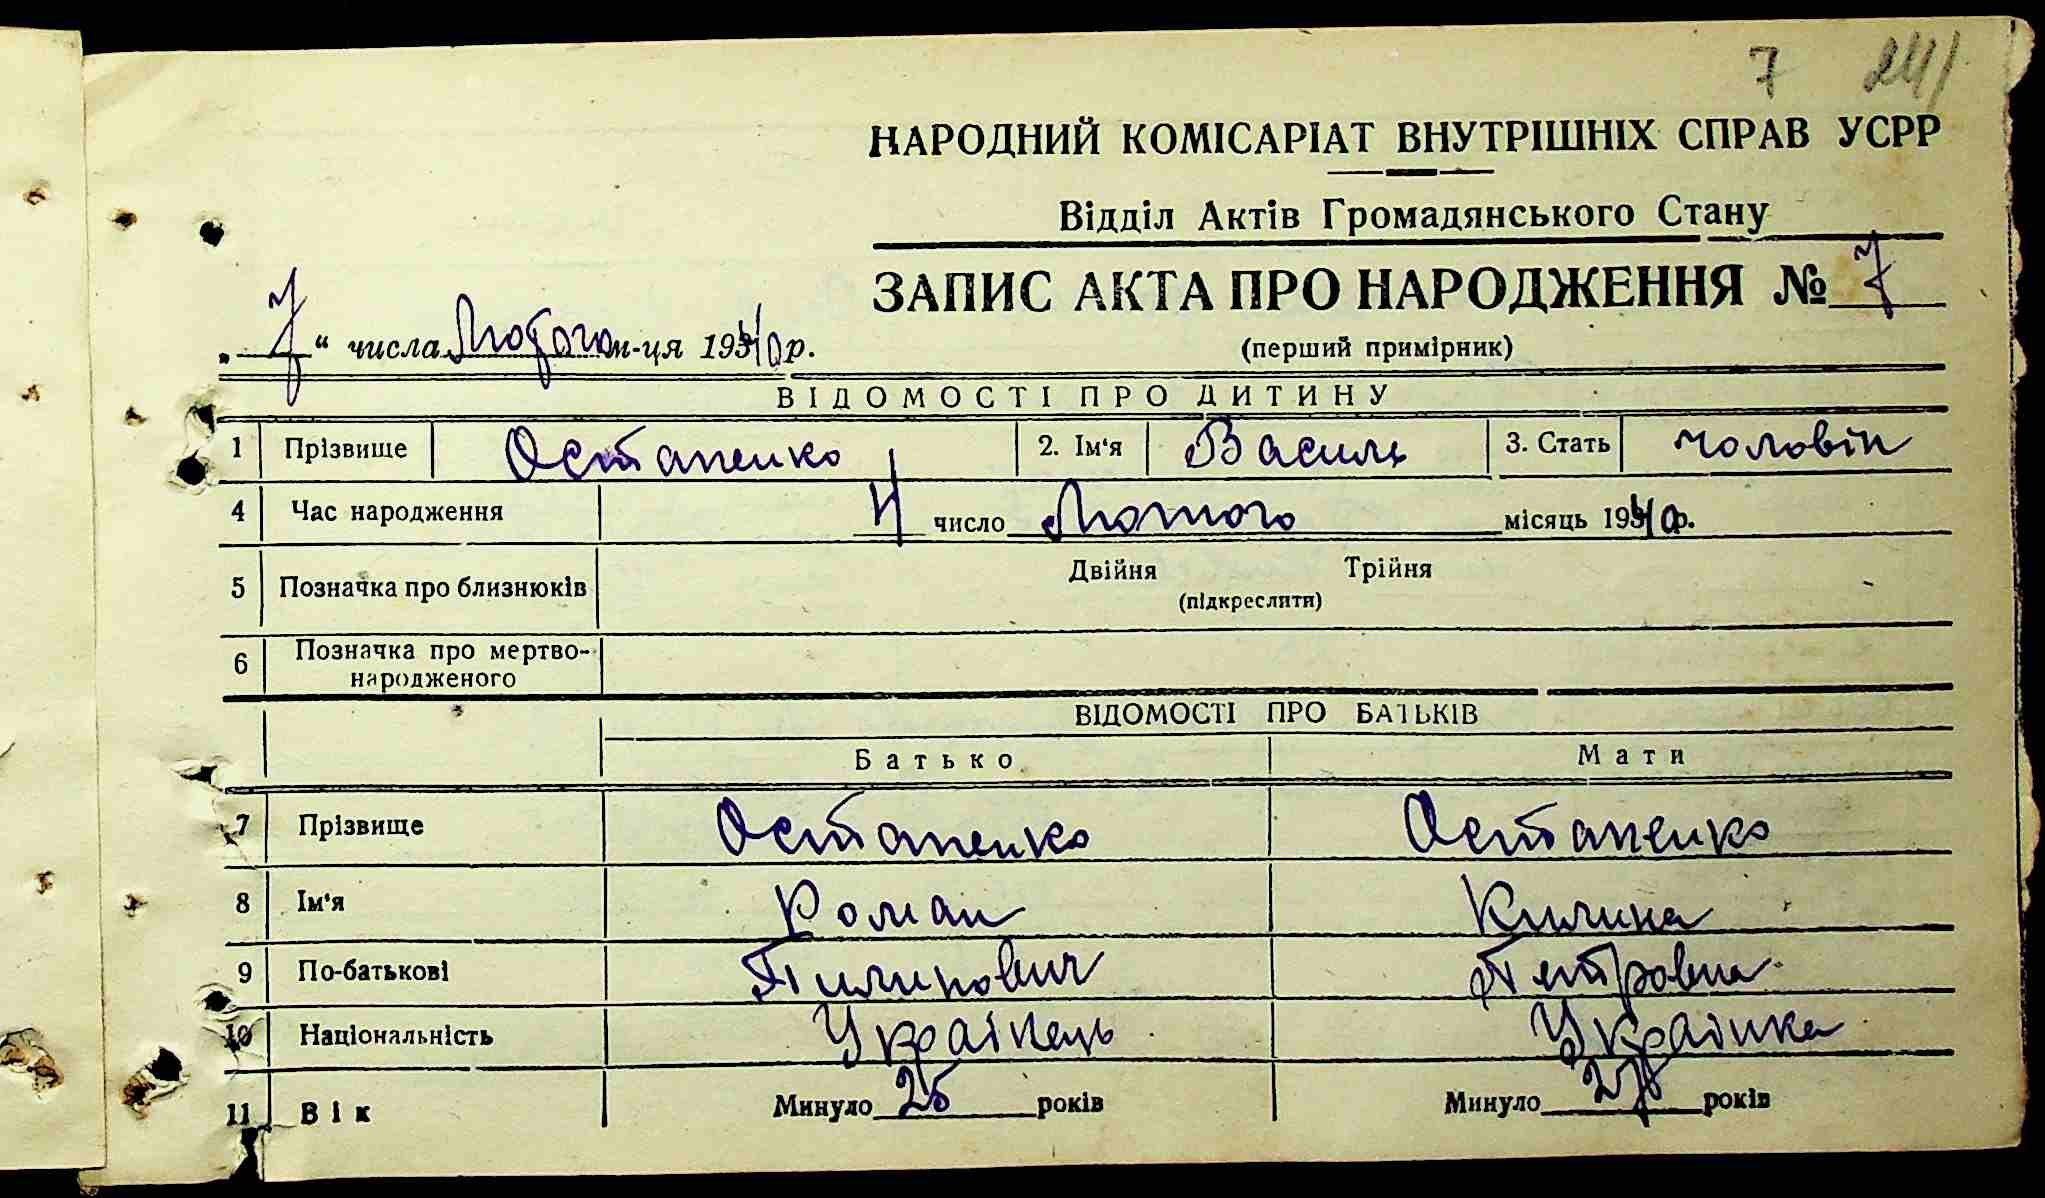 7 241
НАРОДНИЙ КОМІСАРІАТ ВНУТРІШНІХ СПРАВ УСРР
Відділ Актів Громадянського Стану
ЗАПИС АКТА ПРО НАРОДЖЕННЯ № 7
„ 7 “ числа Лютого м-ця 1940 р.
(перший примірник)
ВІДОМОСТІ ПРО ДИТИНУ
1 Прізвище Остапенко 2. Ім'я Василь 3. Стать чоловіч
4 Час народження 4 число Лютого місяць 1940 р.
5 Позначка про близнюків Двійня Трійня
(підкреслити)
6 Позначка про мертво-
народженого
ВІДОМОСТІ ПРО БАТЬКІВ
Батько Мати
7 Прізвище Остапенко Остапенко
8 Ім'я Роман Килина
9 По-батькові Пилипович Петровна
10 Національність Українець Українка
11 Вік Минуло 25 років Минуло років